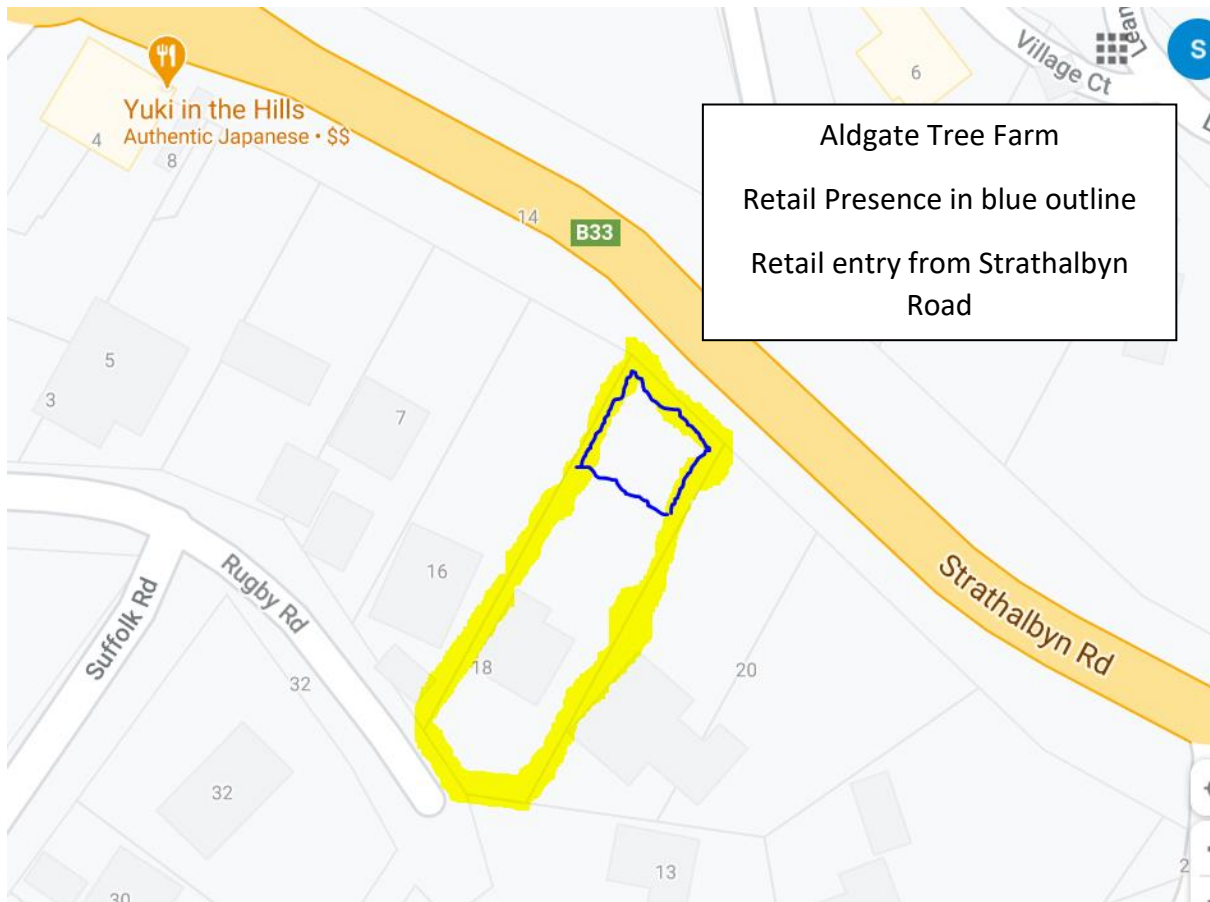 Yuki in the Hills
Authentic Japanese • $$
4
8
14
B33
6
Village Ct
S
Aldgate Tree Farm
Retail Presence in blue outline
Retail entry from Strathalbyn
Road
5
3
7
16
Suffolk Rd
Rugby Rd
32
18
20
Strathalbyn Rd
32
13
30
2